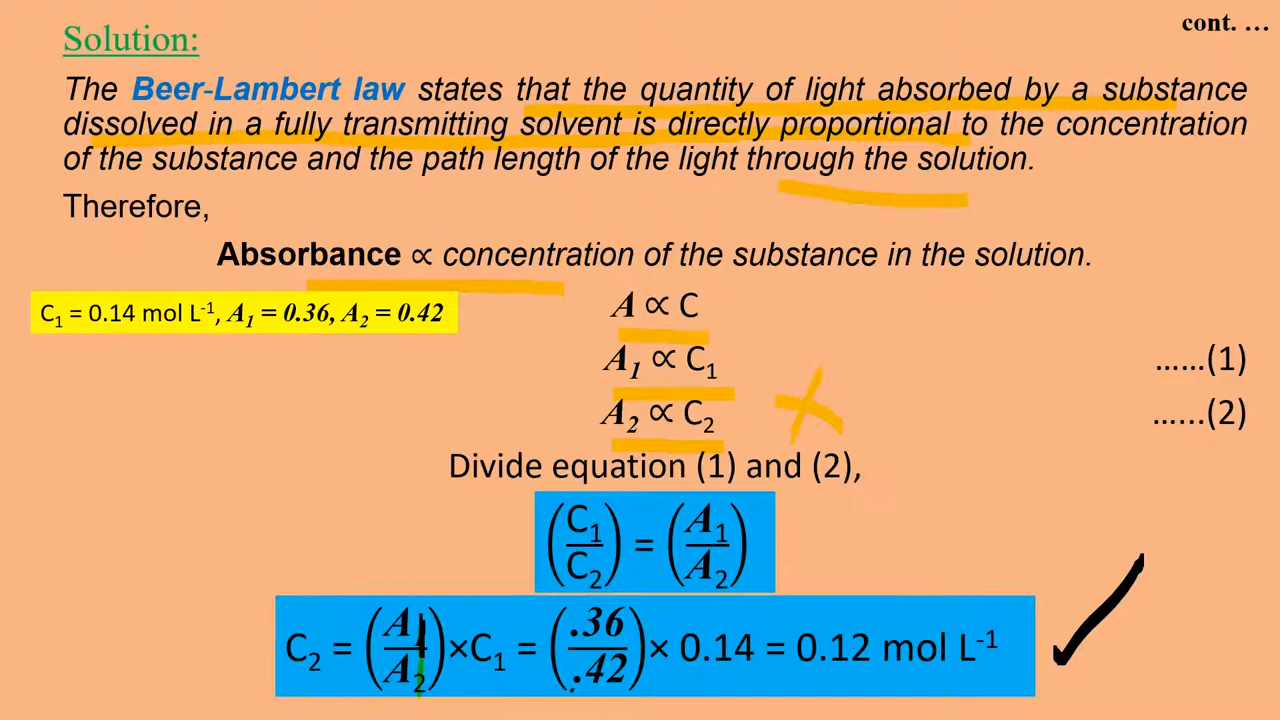 cont. …
Solution:
The Beer-Lambert law states that the quantity of light absorbed by a substance
dissolved in a fully transmitting solvent is directly proportional to the concentration
of the substance and the path length of the light through the solution.
Therefore,
Absorbance ∝ concentration of the substance in the solution.
C₁ = 0.14 mol L⁻¹, A₁ = 0.36, A₂ = 0.42
A ∝ C
A₁ ∝ C₁ ……(1)
A₂ ∝ C₂ ……(2)
Divide equation (1) and (2),
(C₁/C₂) = (A₁/A₂)
C₂ = (A₁/A₂)×C₁ = (.36/.42)× 0.14 = 0.12 mol L⁻¹